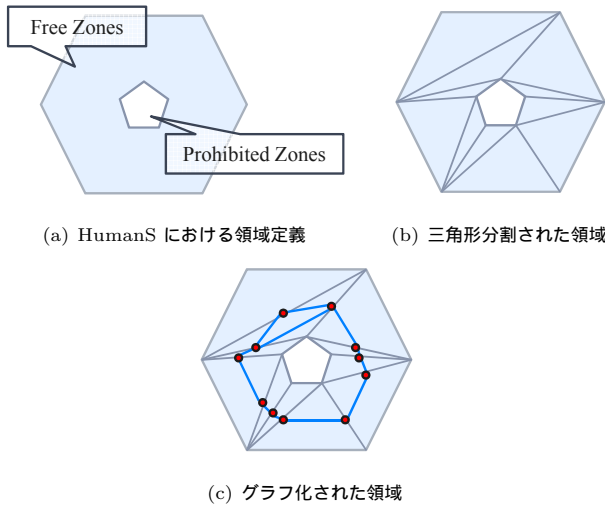 Free Zones
Prohibited Zones
(a) HumanS における領域定義
(b) 三角形分割された領域
(c) グラフ化された領域